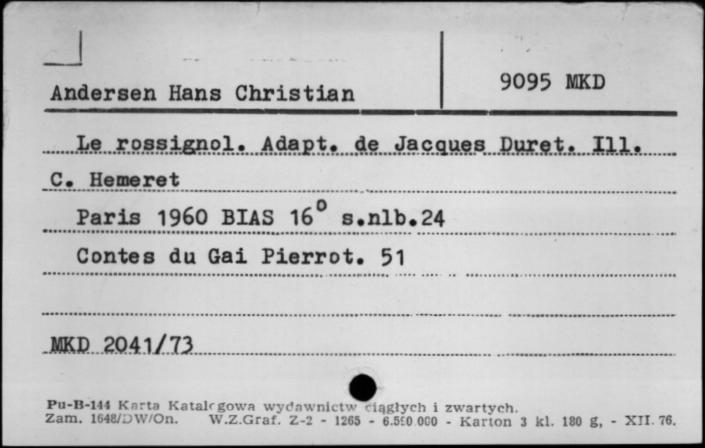 Andersen Hans Christian
9095 MKD
Le rossignol. Adapt. de Jacques Duret. Ill.
C. Hemeret
Paris 1960 BIAS 16° s.nlb.24
Contes du Gai Pierrot. 51
MKD 2041/73
Pu-B-144 Karta Katalogowa wydawnictw ciągłych i zwartych.
Zam. 1648/DW/On. W.Z.Graf. Z-2 - 1265 - 6.550.000 - Karton 3 kl. 180 g, - XII. 76.